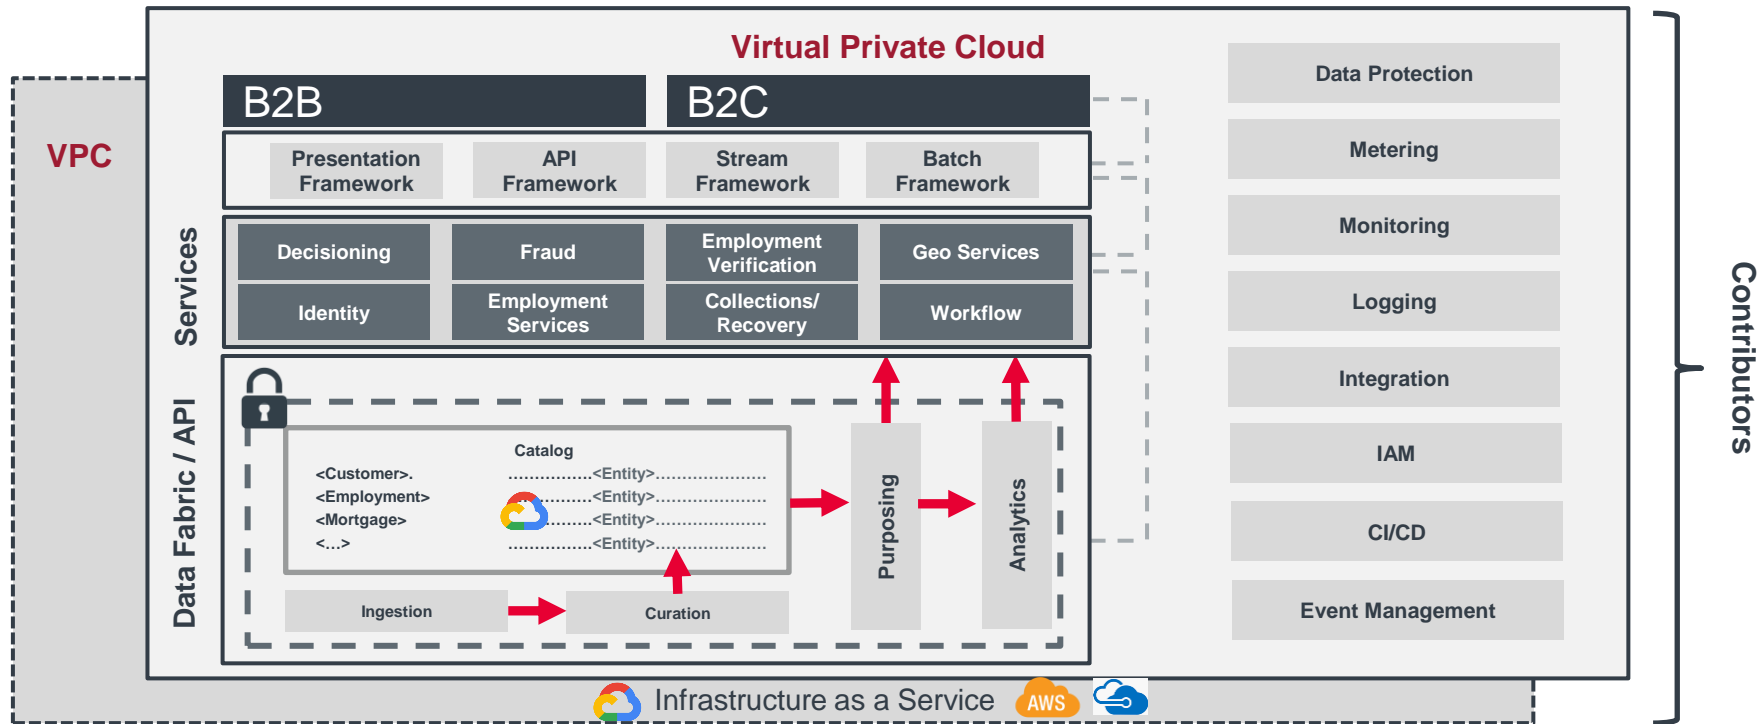 Virtual Private Cloud
VPC
B2B
B2C
Presentation
Framework
API
Framework
Stream
Framework
Batch
Framework
Services
Decisioning
Fraud
Employment
Verification
Geo Services
Identity
Employment
Services
Collections/
Recovery
Workflow
Data Fabric / API
Catalog
<Customer>.
<Employment>
<Mortgage>
<...>
...............<Entity>....................
...............<Entity>....................
...............<Entity>....................
...............<Entity>....................
Ingestion
Curation
Purposing
Analytics
Data Protection
Metering
Monitoring
Logging
Integration
IAM
CI/CD
Event Management
Contributors
Infrastructure as a Service
AWS